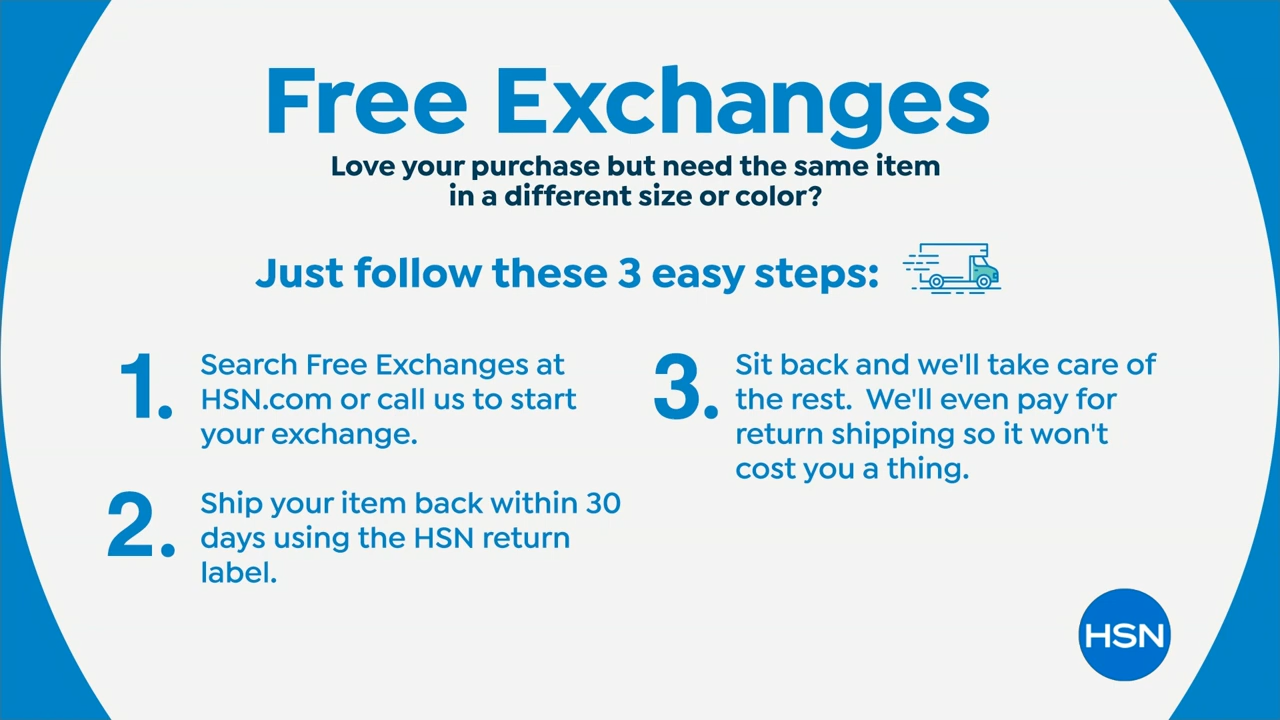 Free Exchanges
Love your purchase but need the same item
in a different size or color?
Just follow these 3 easy steps:
1. Search Free Exchanges at
HSN.com or call us to start
your exchange.
2. Ship your item back within 30
days using the HSN return
label.
3. Sit back and we'll take care of
the rest.  We'll even pay for
return shipping so it won't
cost you a thing.
HSN